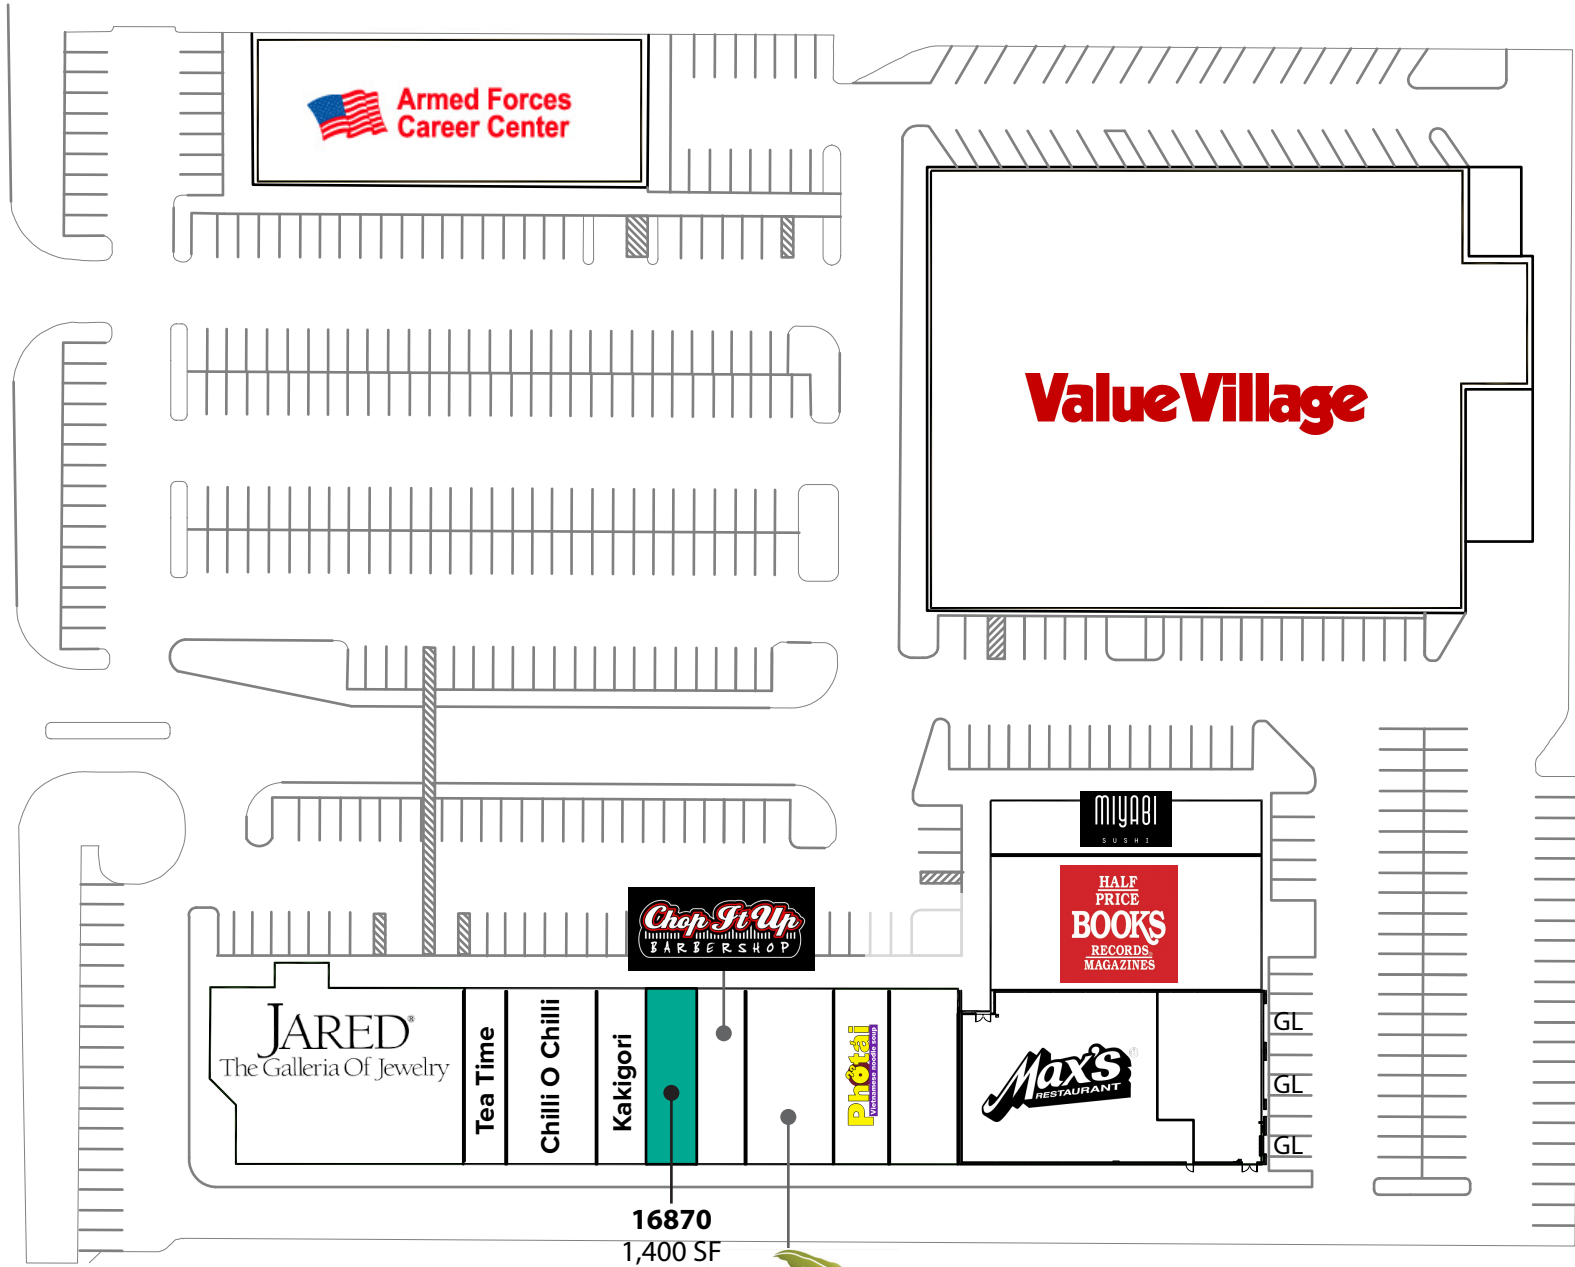 Armed Forces
Career Center
ValueVillage
MIYABI
SUSHI
HALF
PRICE
BOOKS
RECORDS
MAGAZINES
Chop It Up
BARBERSHOP
JARED®
The Galleria Of Jewelry
Tea Time
Chilli O Chilli
Kakigori
Photai
Vietnamese noodle soup
Max's®
RESTAURANT
GL
GL
GL
16870
1,400 SF